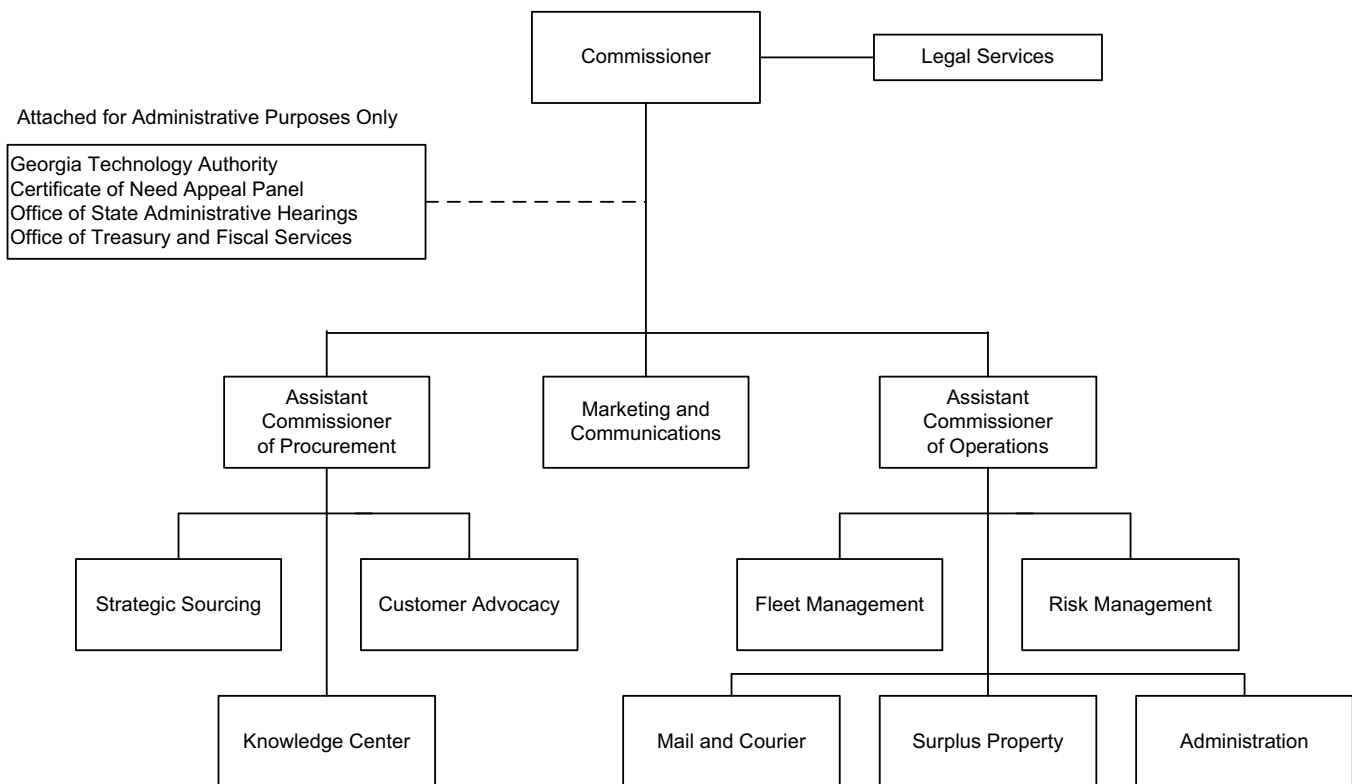 Commissioner
Legal Services
Attached for Administrative Purposes Only
Georgia Technology Authority
Certificate of Need Appeal Panel
Office of State Administrative Hearings
Office of Treasury and Fiscal Services
Assistant
Commissioner
of Procurement
Marketing and
Communications
Assistant
Commissioner
of Operations
Strategic Sourcing
Customer Advocacy
Fleet Management
Risk Management
Knowledge Center
Mail and Courier
Surplus Property
Administration